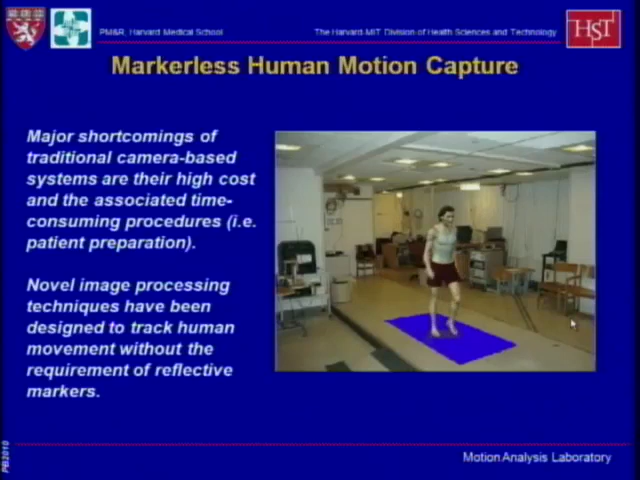 PM&R, Harvard Medical School
The Harvard-MIT Division of Health Sciences and Technology
HST
Markerless Human Motion Capture
Major shortcomings of
traditional camera-based
systems are their high cost
and the associated time-
consuming procedures (i.e.
patient preparation).
Novel image processing
techniques have been
designed to track human
movement without the
requirement of reflective
markers.
PB2010
Motion Analysis Laboratory